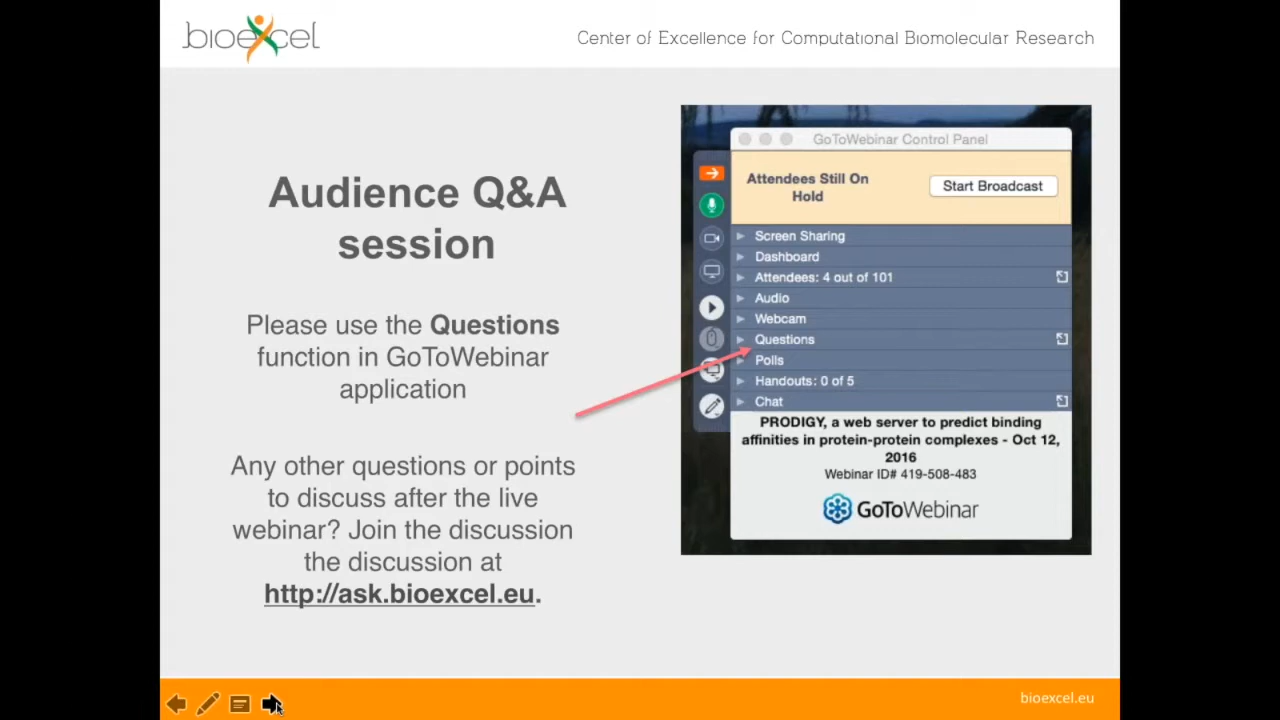 bioexcel
Center of Excellence for Computational Biomolecular Research
Audience Q&A
session
Please use the Questions
function in GoToWebinar
application
Any other questions or points
to discuss after the live
webinar? Join the discussion
the discussion at
http://ask.bioexcel.eu.
GoToWebinar Control Panel
Attendees Still On
Hold
Start Broadcast
Screen Sharing
Dashboard
Attendees: 4 out of 101
Audio
Webcam
Questions
Polls
Handouts: 0 of 5
Chat
PRODIGY, a web server to predict binding
affinities in protein-protein complexes - Oct 12,
2016
Webinar ID# 419-508-483
GoToWebinar
bioexcel.eu